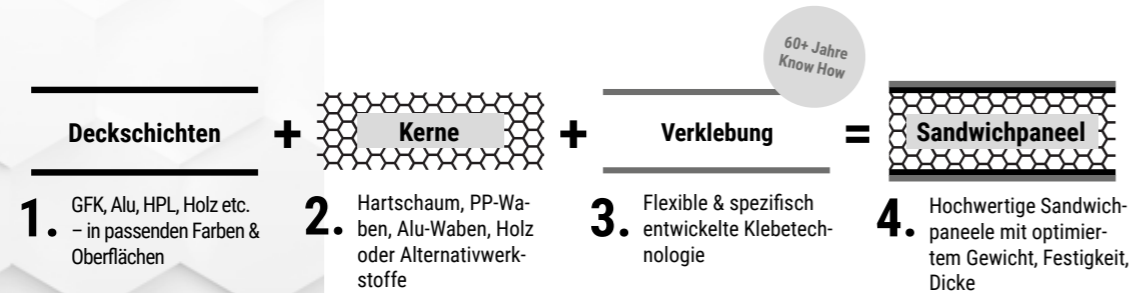 60+ Jahre
Know How
Deckschichten
+
Kerne
+
Verklebung
=
Sandwichpaneel
1.
GFK, Alu, HPL, Holz etc.
– in passenden Farben &
Oberflächen
2.
Hartschaum, PP-Wa-
ben, Alu-Waben, Holz
oder Alternativwerk-
stoffe
3.
Flexible & spezifisch
entwickelte Klebetech-
nologie
4.
Hochwertige Sandwich-
paneele mit optimier-
tem Gewicht, Festigkeit,
Dicke